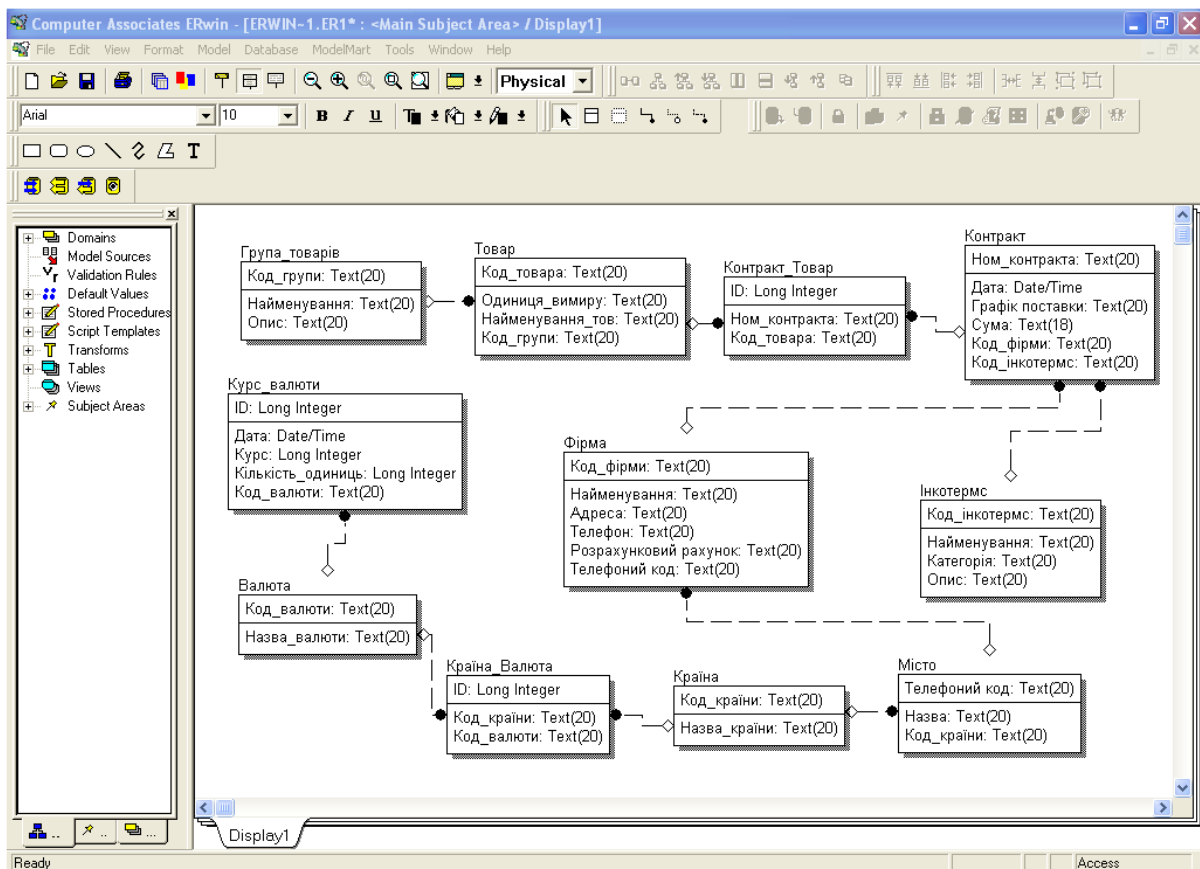 Computer Associates ERwin - [ERWIN-1.ER1* : <Main Subject Area> / Display1]
File Edit View Format Model Database ModelMart Tools Window Help
Physical
Arial 10 B I U T
T
Domains
Model Sources
Validation Rules
Default Values
Stored Procedures
Script Templates
Transforms
Tables
Views
Subject Areas
Група_товарів
Код_групи: Text(20)
Найменування: Text(20)
Опис: Text(20)
Товар
Код_товара: Text(20)
Одиниця_вимиру: Text(20)
Найменування_тов: Text(20)
Код_групи: Text(20)
Контракт_Товар
ID: Long Integer
Ном_контракта: Text(20)
Код_товара: Text(20)
Контракт
Ном_контракта: Text(20)
Дата: Date/Time
Графік поставки: Text(20)
Сума: Text(18)
Код_фірми: Text(20)
Код_інкотермс: Text(20)
Курс_валюти
ID: Long Integer
Дата: Date/Time
Курс: Long Integer
Кількість_одиниць: Long Integer
Код_валюти: Text(20)
Фірма
Код_фірми: Text(20)
Найменування: Text(20)
Адреса: Text(20)
Телефон: Text(20)
Розрахунковий рахунок: Text(20)
Телефоний код: Text(20)
Інкотермс
Код_інкотермс: Text(20)
Найменування: Text(20)
Категорія: Text(20)
Опис: Text(20)
Валюта
Код_валюти: Text(20)
Назва_валюти: Text(20)
Країна_Валюта
ID: Long Integer
Код_країни: Text(20)
Код_валюти: Text(20)
Країна
Код_країни: Text(20)
Назва_країни: Text(20)
Місто
Телефоний код: Text(20)
Назва: Text(20)
Код_країни: Text(20)
Display1
Ready
Access